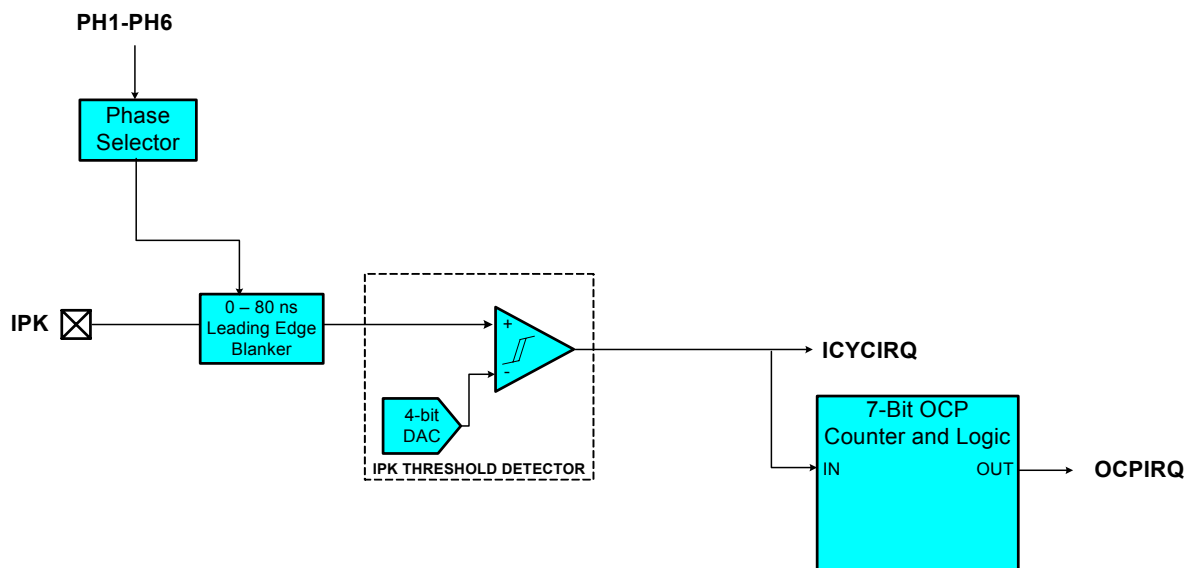 PH1-PH6
Phase
Selector
IPK
0 – 80 ns
Leading Edge
Blanker
+
-
4-bit
DAC
IPK THRESHOLD DETECTOR
ICYCIRQ
7-Bit OCP
Counter and Logic
IN
OUT
OCPIRQ